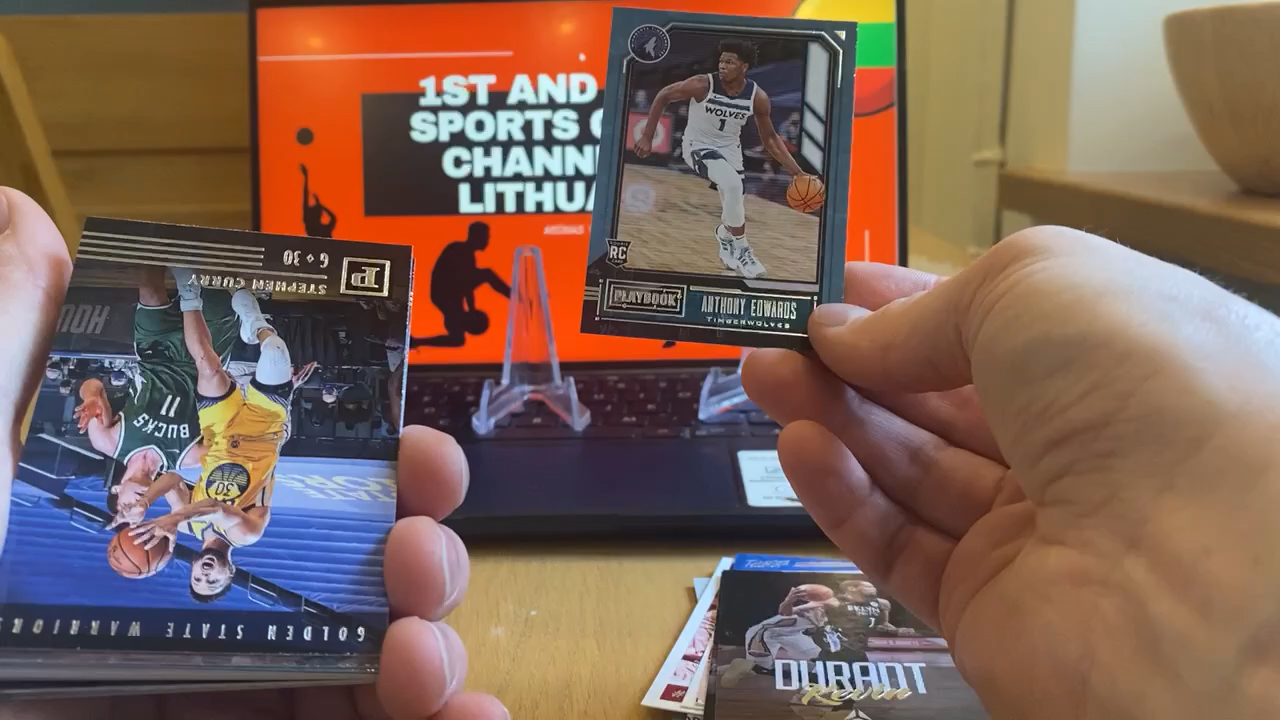 1ST AND
SPORTS
CHANN
LITHUA
WOLVES
1
RC
PLAYBOOK
ANTHONY EDWARDS
TIMBERWOLVES
P
6 ◆ 30
STEPHEN CURRY
BUCKS
11
30
GOLDEN STATE WARRIORS
DURANT
Kevin